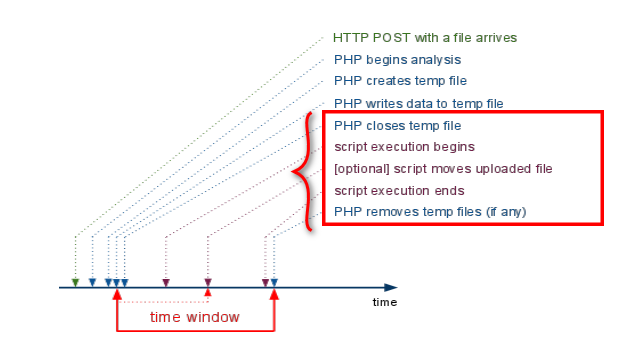 HTTP POST with a file arrives
PHP begins analysis
PHP creates temp file
PHP writes data to temp file
PHP closes temp file
script execution begins
[optional] script moves uploaded file
script execution ends
PHP removes temp files (if any)
time
time window